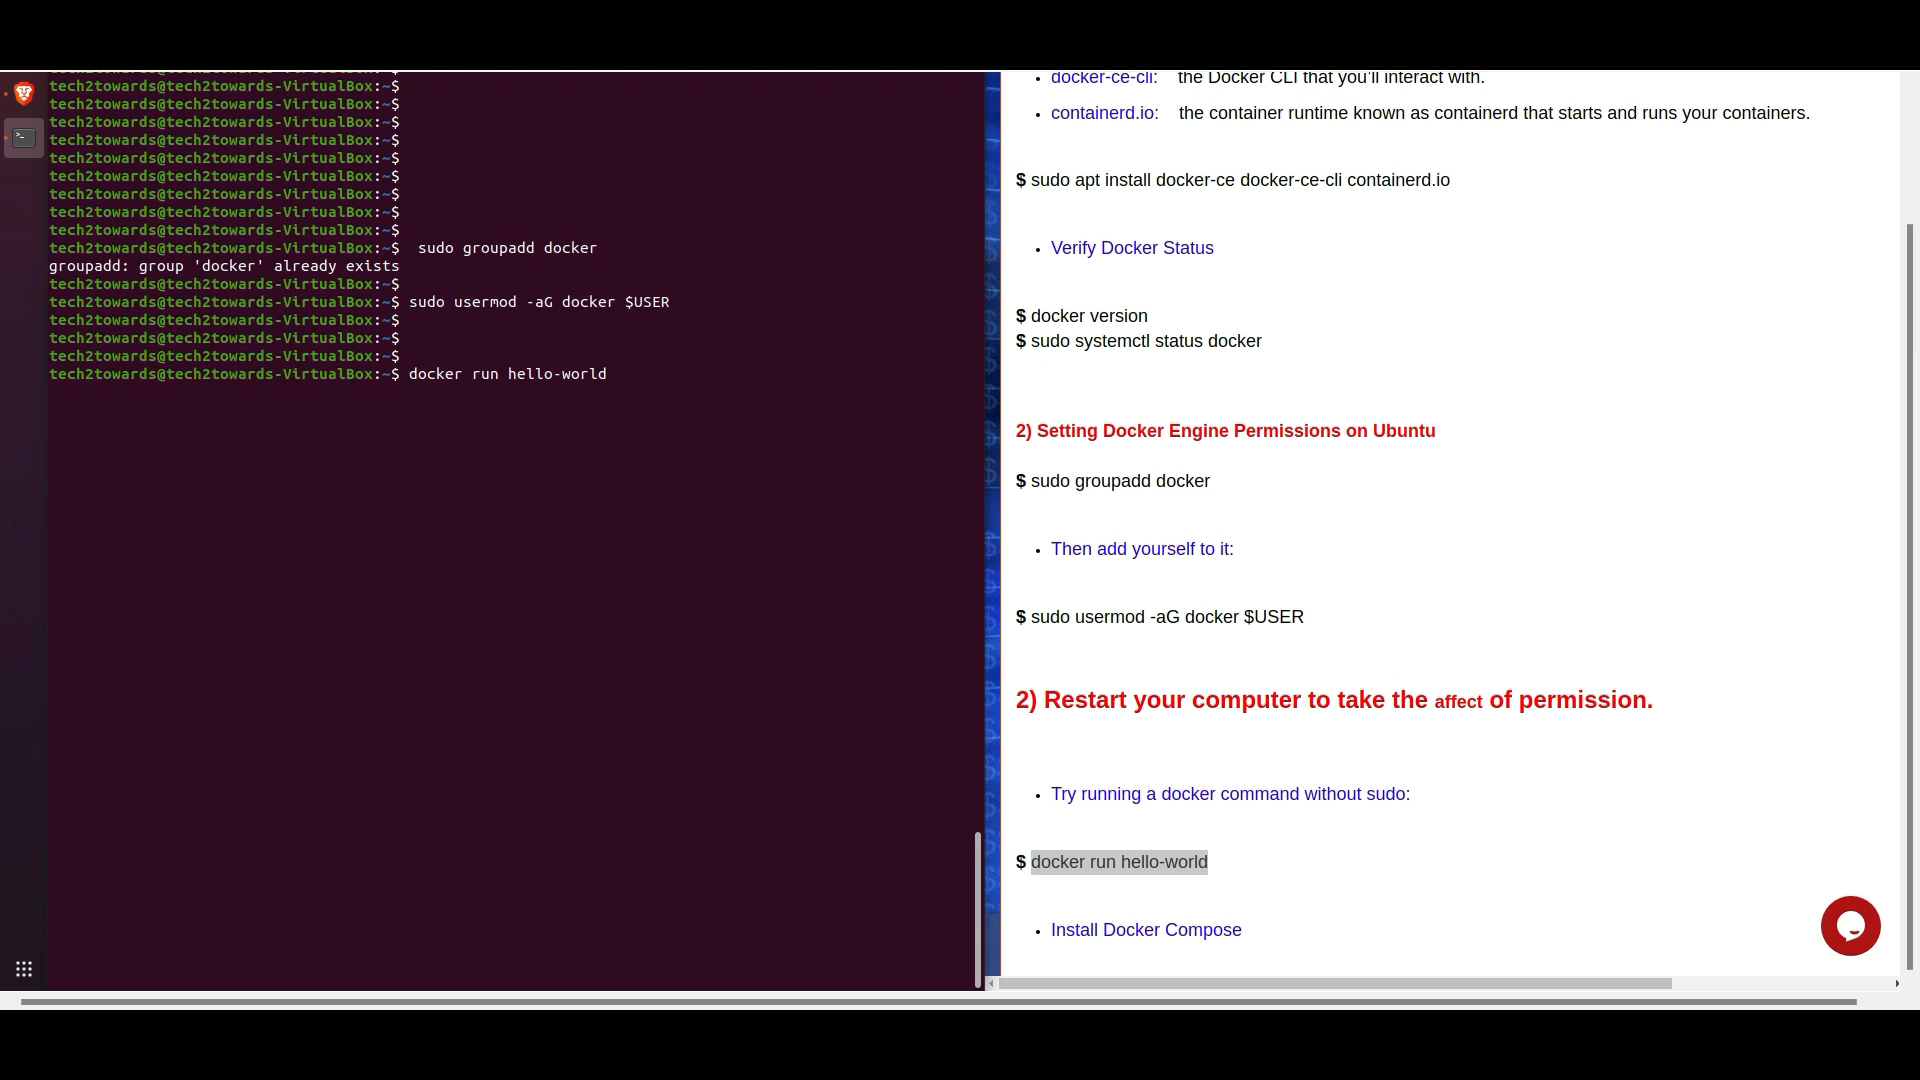 tech2towards@tech2towards-VirtualBox:~$
tech2towards@tech2towards-VirtualBox:~$
tech2towards@tech2towards-VirtualBox:~$
tech2towards@tech2towards-VirtualBox:~$
tech2towards@tech2towards-VirtualBox:~$
tech2towards@tech2towards-VirtualBox:~$
tech2towards@tech2towards-VirtualBox:~$
tech2towards@tech2towards-VirtualBox:~$
tech2towards@tech2towards-VirtualBox:~$
tech2towards@tech2towards-VirtualBox:~$  sudo groupadd docker
groupadd: group 'docker' already exists
tech2towards@tech2towards-VirtualBox:~$
tech2towards@tech2towards-VirtualBox:~$ sudo usermod -aG docker $USER
tech2towards@tech2towards-VirtualBox:~$
tech2towards@tech2towards-VirtualBox:~$
tech2towards@tech2towards-VirtualBox:~$
tech2towards@tech2towards-VirtualBox:~$ docker run hello-world
• docker-ce-cli: the Docker CLI that you'll interact with.
• containerd.io: the container runtime known as containerd that starts and runs your containers.
$ sudo apt install docker-ce docker-ce-cli containerd.io
• Verify Docker Status
$ docker version
$ sudo systemctl status docker
2) Setting Docker Engine Permissions on Ubuntu
$ sudo groupadd docker
• Then add yourself to it:
$ sudo usermod -aG docker $USER
2) Restart your computer to take the affect of permission.
• Try running a docker command without sudo:
$ docker run hello-world
• Install Docker Compose